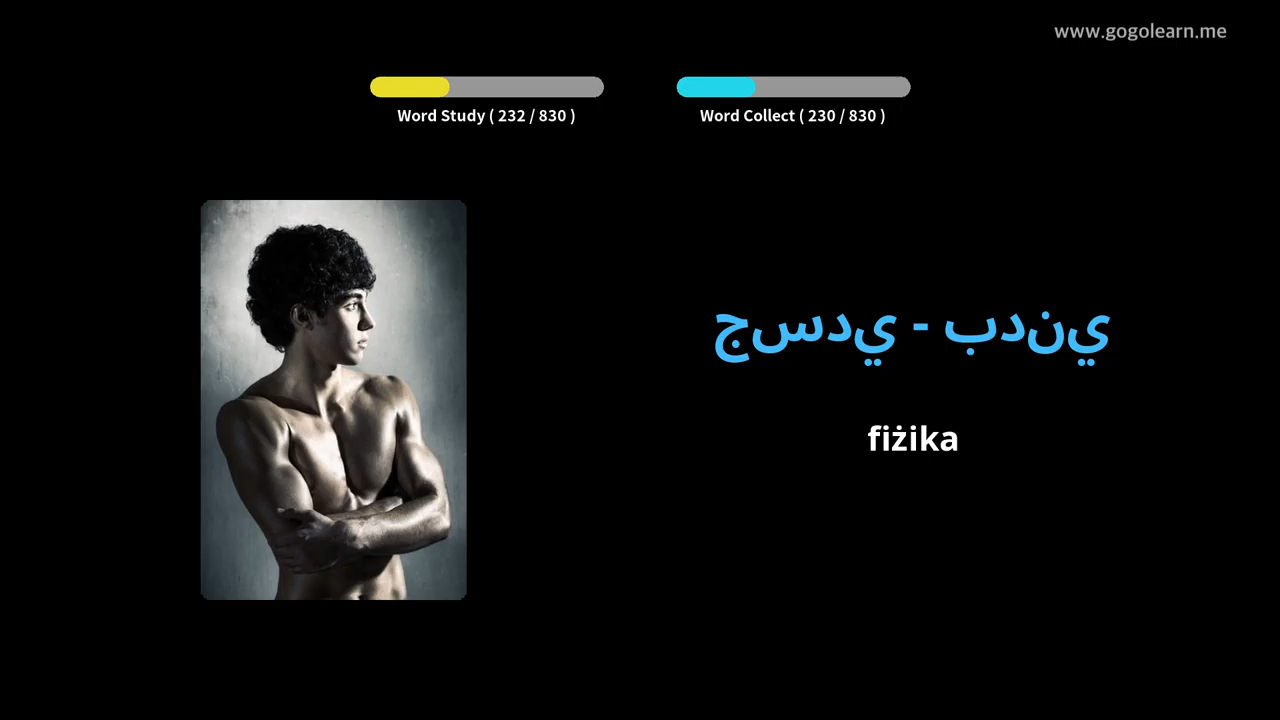 www.gogolearn.me
Word Study ( 232 / 830 )
Word Collect ( 230 / 830 )
جسدي - بدني
fiżika